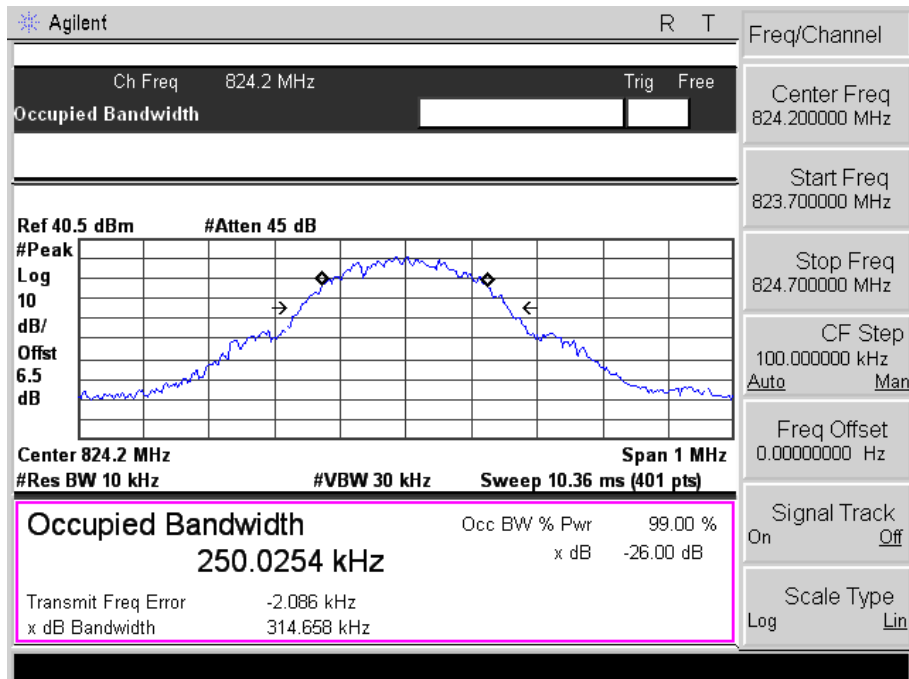 Agilent R T
Ch Freq 824.2 MHz Trig Free
Occupied Bandwidth
Ref 40.5 dBm #Atten 45 dB
#Peak
Log
10
dB/
Offst
6.5
dB
Center 824.2 MHz Span 1 MHz
#Res BW 10 kHz #VBW 30 kHz Sweep 10.36 ms (401 pts)
Occupied Bandwidth
250.0254 kHz
Occ BW % Pwr 99.00 %
x dB -26.00 dB
Transmit Freq Error -2.086 kHz
x dB Bandwidth 314.658 kHz
Freq/Channel
Center Freq
824.200000 MHz
Start Freq
823.700000 MHz
Stop Freq
824.700000 MHz
CF Step
100.000000 kHz
Auto Man
Freq Offset
0.00000000 Hz
Signal Track
On Off
Scale Type
Log Lin